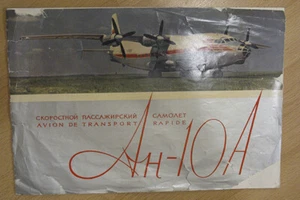 СКОРОСТНОЙ ПАССАЖИРСКИЙ САМОЛЕТ
AVION DE TRANSPORT RAPIDE
Ан-10А